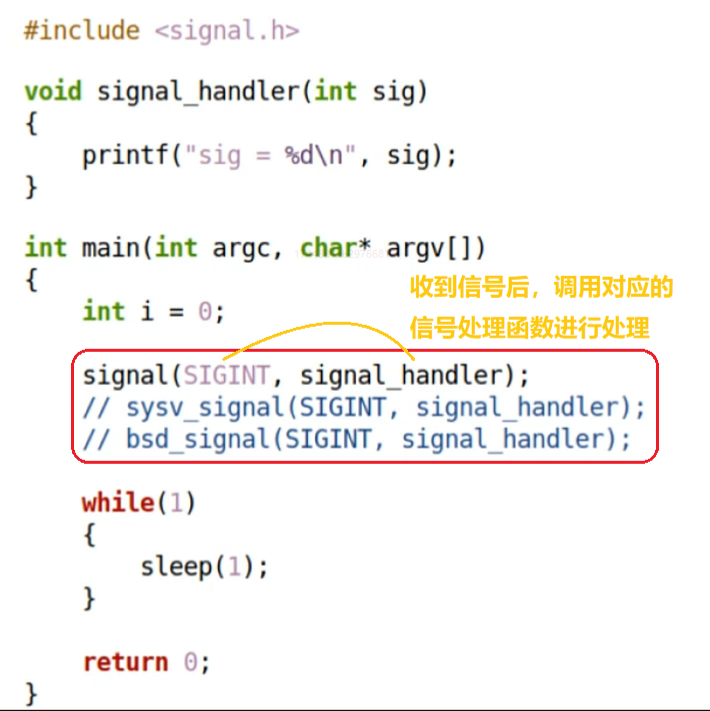 #include <signal.h>
void signal_handler(int sig)
{
    printf("sig = %d\n", sig);
}
int main(int argc, char* argv[])
{
收到信号后，调用对应的
信号处理函数进行处理
    int i = 0;
    signal(SIGINT, signal_handler);
    // sysv_signal(SIGINT, signal_handler);
    // bsd_signal(SIGINT, signal_handler);
    while(1)
    {
        sleep(1);
    }
    return 0;
}